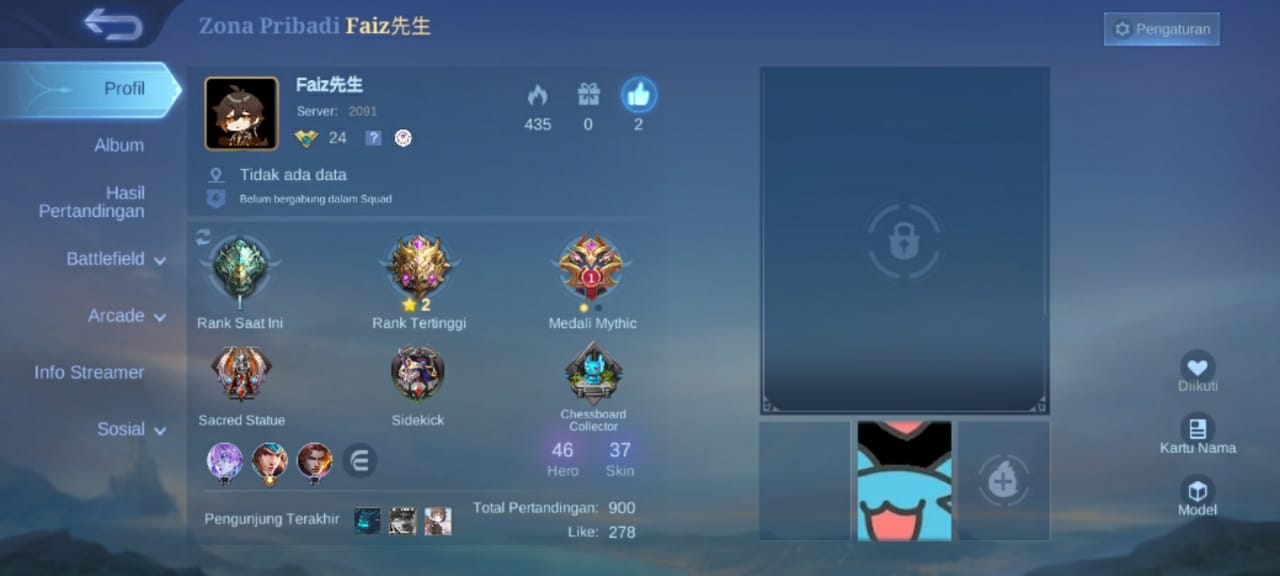 Zona Pribadi Faiz先生
Pengaturan
Profil
Album
Hasil
Pertandingan
Battlefield
Arcade
Info Streamer
Sosial
Faiz先生
Server: 2091
24
?
435
0
2
Tidak ada data
Belum bergabung dalam Squad
Rank Saat Ini
2
Rank Tertinggi
1
Medali Mythic
Sacred Statue
Sidekick
Chessboard
Collector
46
Hero
37
Skin
Pengunjung Terakhir
Total Pertandingan: 900
Like: 278
Diikuti
Kartu Nama
Model